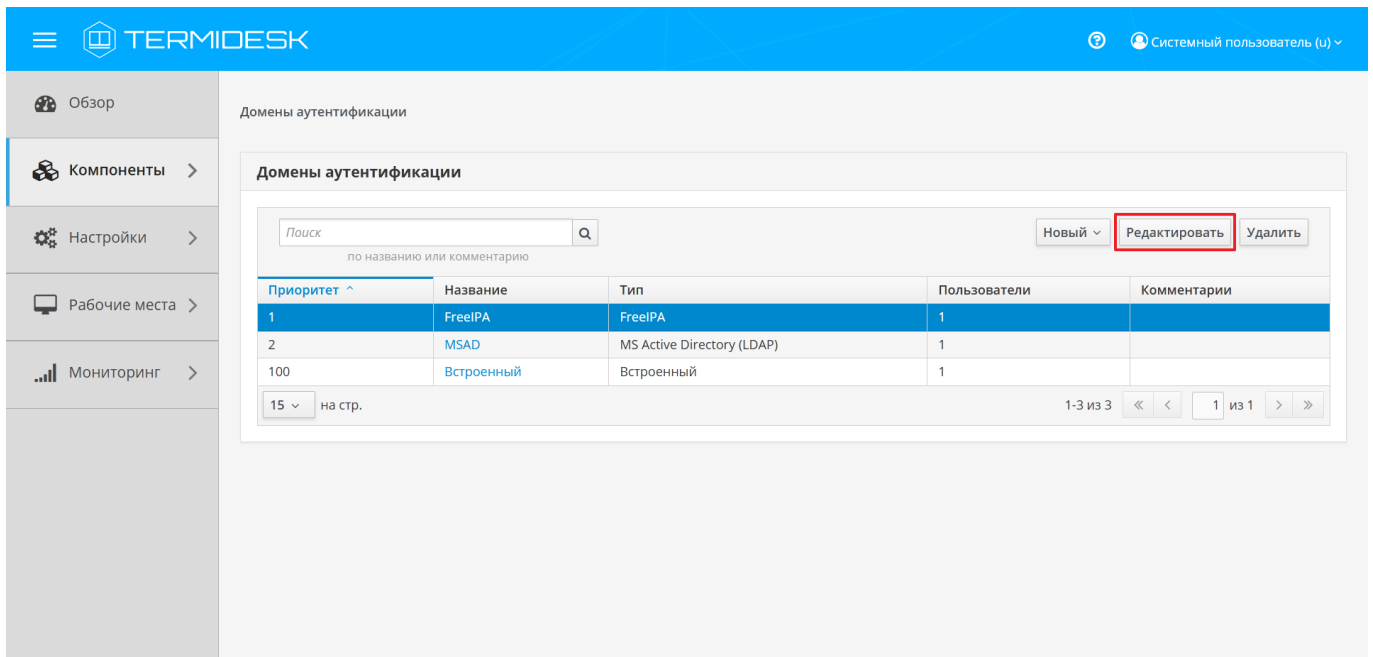 TERMIDESK
Системный пользователь (u)
Обзор
Компоненты
Настройки
Рабочие места
Мониторинг
Домены аутентификации
Домены аутентификации
Поиск
по названию или комментарию
Новый Редактировать Удалить
Приоритет Название Тип Пользователи Комментарии
1 FreeIPA FreeIPA 1
2 MSAD MS Active Directory (LDAP) 1
100 Встроенный Встроенный 1
15 на стр. 1-3 из 3 1 из 1